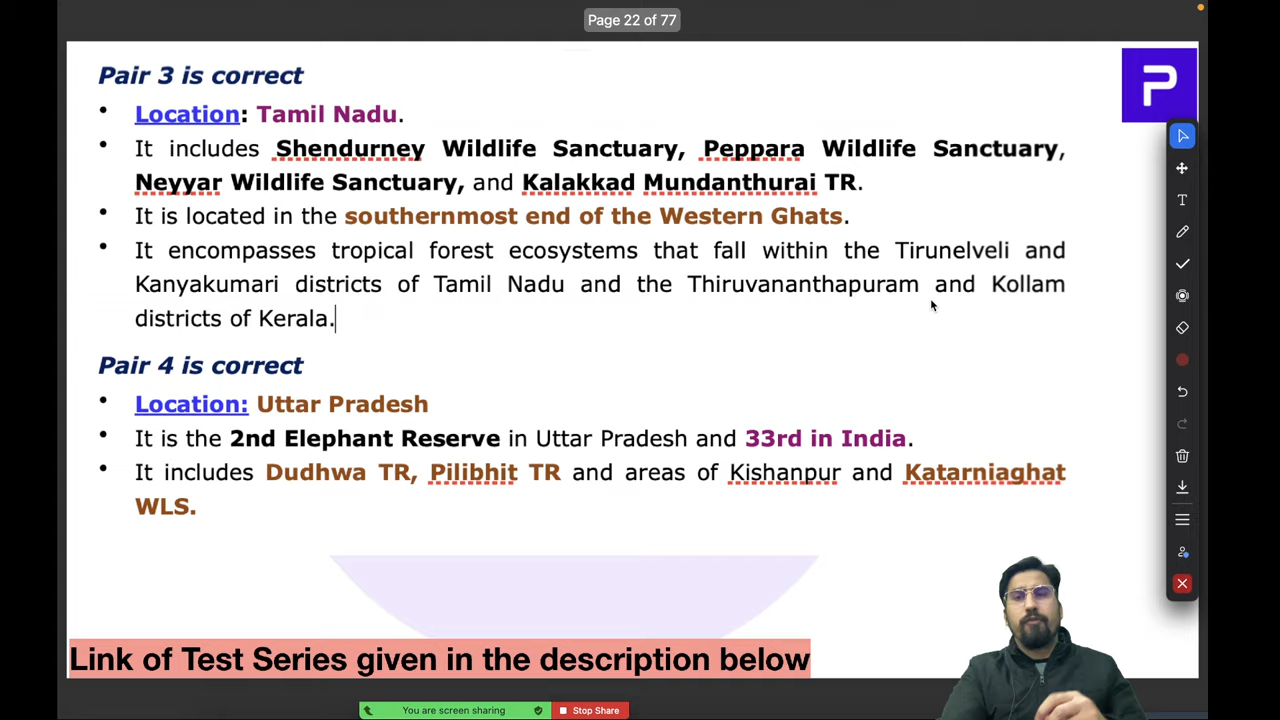 Page 22 of 77
Pair 3 is correct
P
• Location: Tamil Nadu.
• It includes Shendurney Wildlife Sanctuary, Peppara Wildlife Sanctuary,
Neyyar Wildlife Sanctuary, and Kalakkad Mundanthurai TR.
• It is located in the southernmost end of the Western Ghats.
• It encompasses tropical forest ecosystems that fall within the Tirunelveli and
Kanyakumari districts of Tamil Nadu and the Thiruvananthapuram and Kollam
districts of Kerala.
Pair 4 is correct
• Location: Uttar Pradesh
• It is the 2nd Elephant Reserve in Uttar Pradesh and 33rd in India.
• It includes Dudhwa TR, Pilibhit TR and areas of Kishanpur and Katarniaghat
WLS.
Link of Test Series given in the description below
You are screen sharing
Stop Share